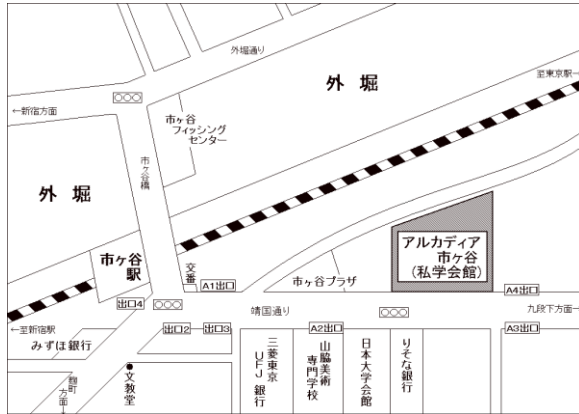 外堀通り
外 堀
至東京駅→
←新宿方面
市ヶ谷
フィッシング
センター
市ヶ谷橋
外 堀
アルカディア
市ヶ谷
(私学会館)
市ヶ谷
駅
交番
A1出口
市ヶ谷プラザ
A4出口
出口4
靖国通り
九段下方面→
←至新宿駅
出口2
出口3
A2出口
A3出口
みずほ銀行
麹町
方面
文教堂
三菱東京
UFJ銀行
山脇美術
専門学校
日本大学会館
りそな銀行